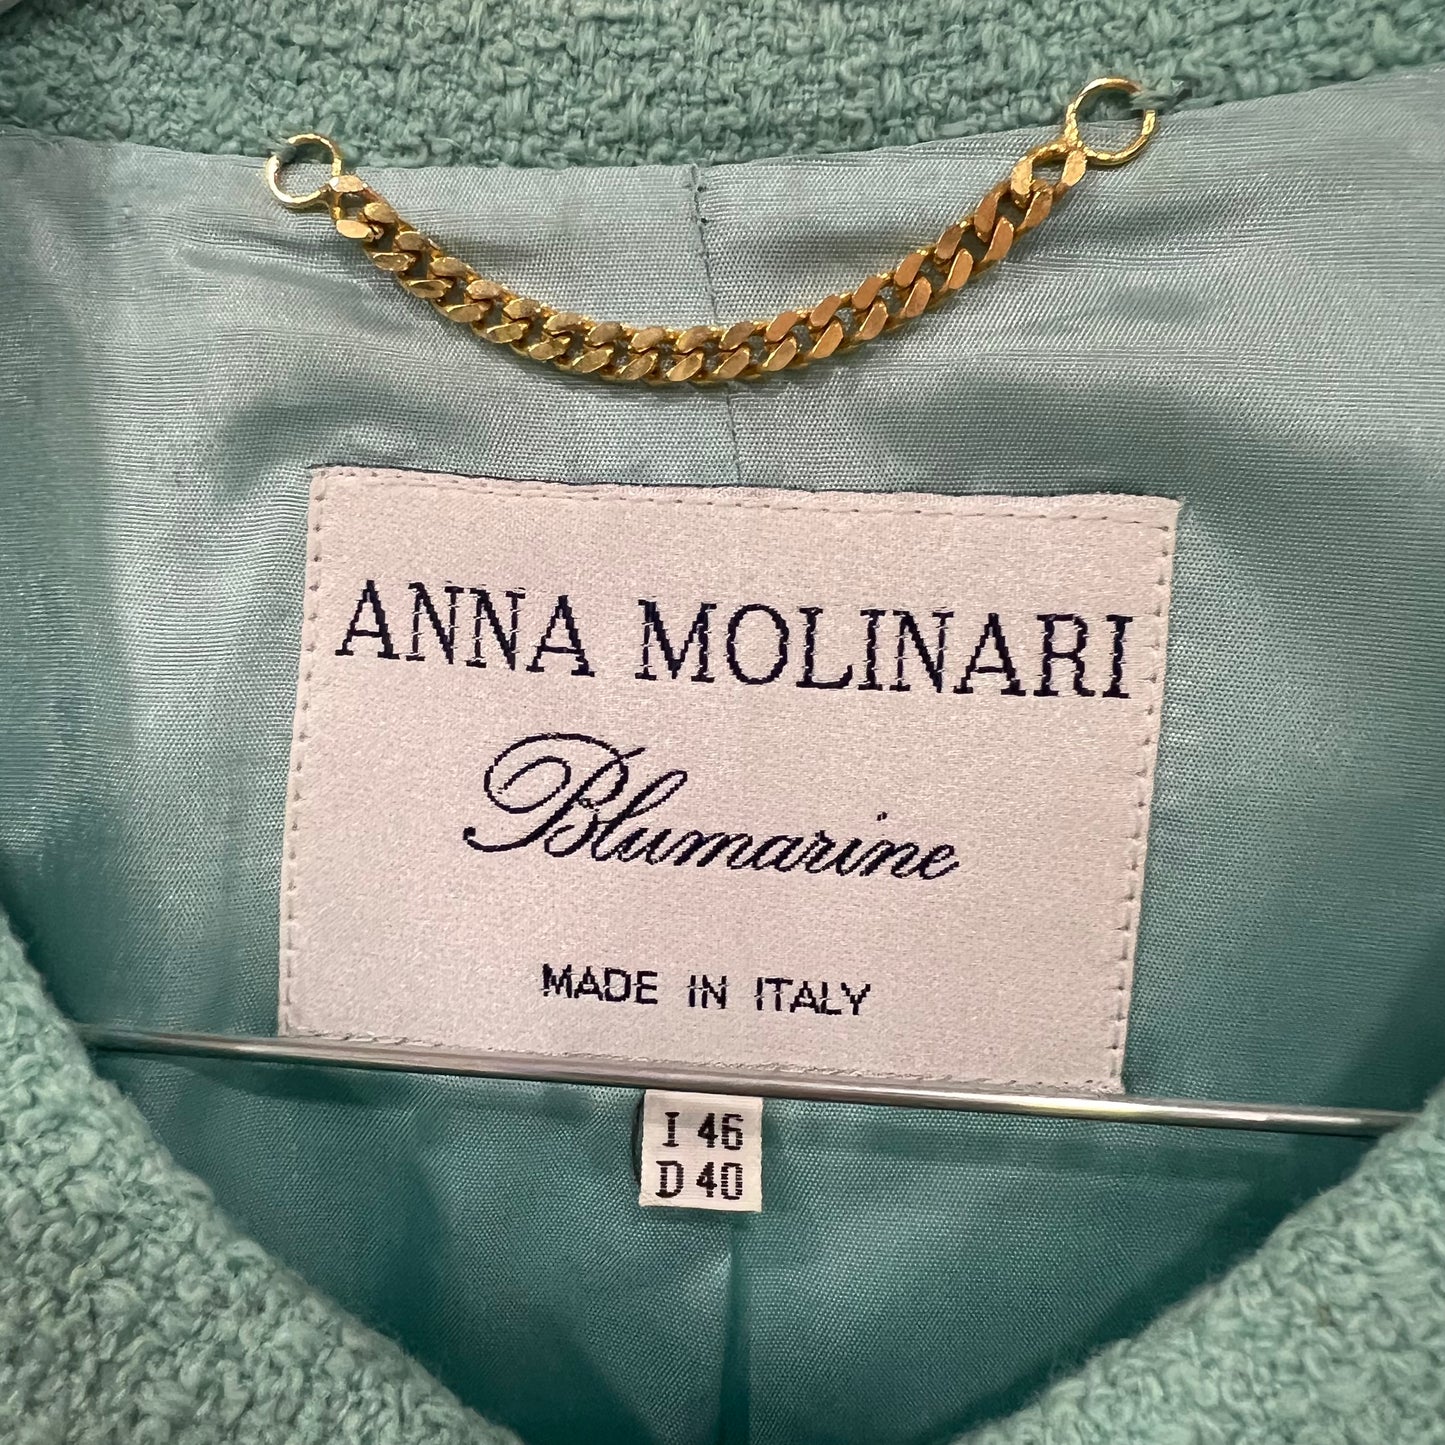 ANNA MOLINARI
Blumarine
MADE IN ITALY
I 46
D 40